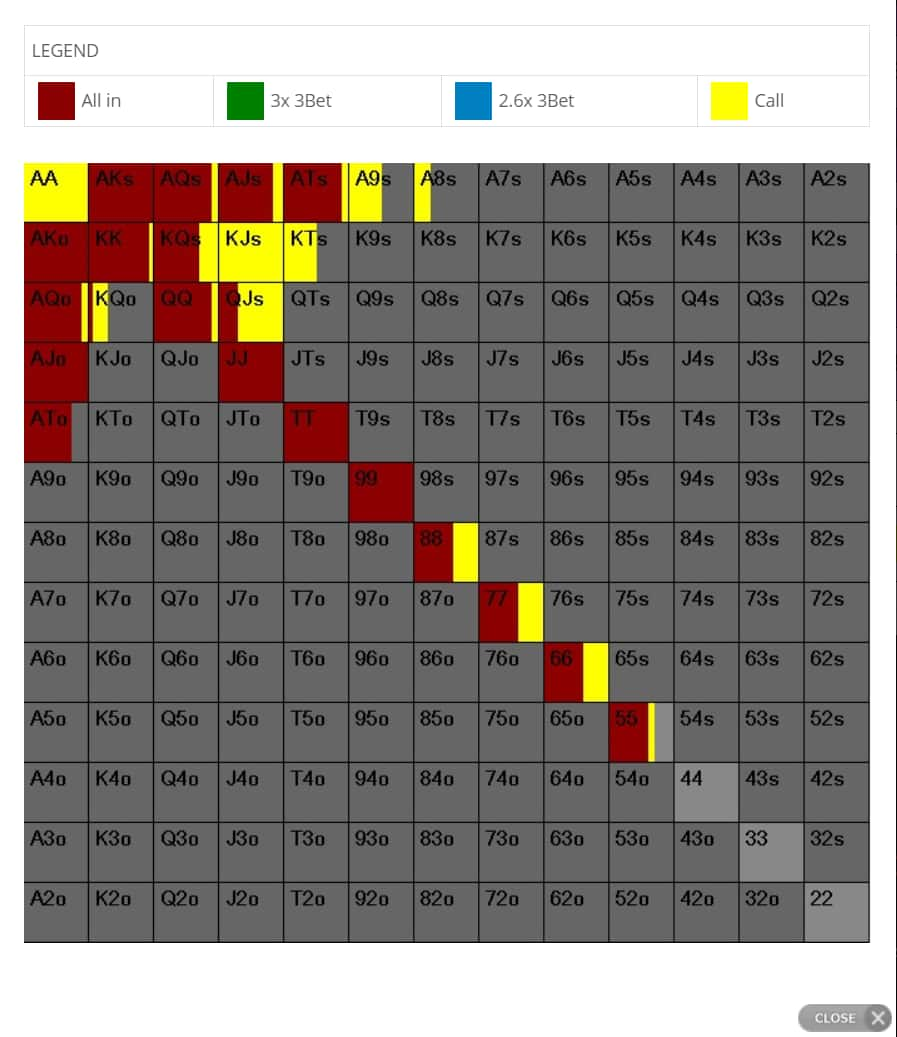 LEGEND
All in 3x 3Bet 2.6x 3Bet Call
AA AKs AQs AJs ATs A9s A8s A7s A6s A5s A4s A3s A2s
AKo KK KQs KJs KTs K9s K8s K7s K6s K5s K4s K3s K2s
AQo KQo QQ QJs QTs Q9s Q8s Q7s Q6s Q5s Q4s Q3s Q2s
AJo KJo QJo JJ JTs J9s J8s J7s J6s J5s J4s J3s J2s
ATo KTo QTo JTo TT T9s T8s T7s T6s T5s T4s T3s T2s
A9o K9o Q9o J9o T9o 99 98s 97s 96s 95s 94s 93s 92s
A8o K8o Q8o J8o T8o 98o 88 87s 86s 85s 84s 83s 82s
A7o K7o Q7o J7o T7o 97o 87o 77 76s 75s 74s 73s 72s
A6o K6o Q6o J6o T6o 96o 86o 76o 66 65s 64s 63s 62s
A5o K5o Q5o J5o T5o 95o 85o 75o 65o 55 54s 53s 52s
A4o K4o Q4o J4o T4o 94o 84o 74o 64o 54o 44 43s 42s
A3o K3o Q3o J3o T3o 93o 83o 73o 63o 53o 43o 33 32s
A2o K2o Q2o J2o T2o 92o 82o 72o 62o 52o 42o 32o 22
CLOSE